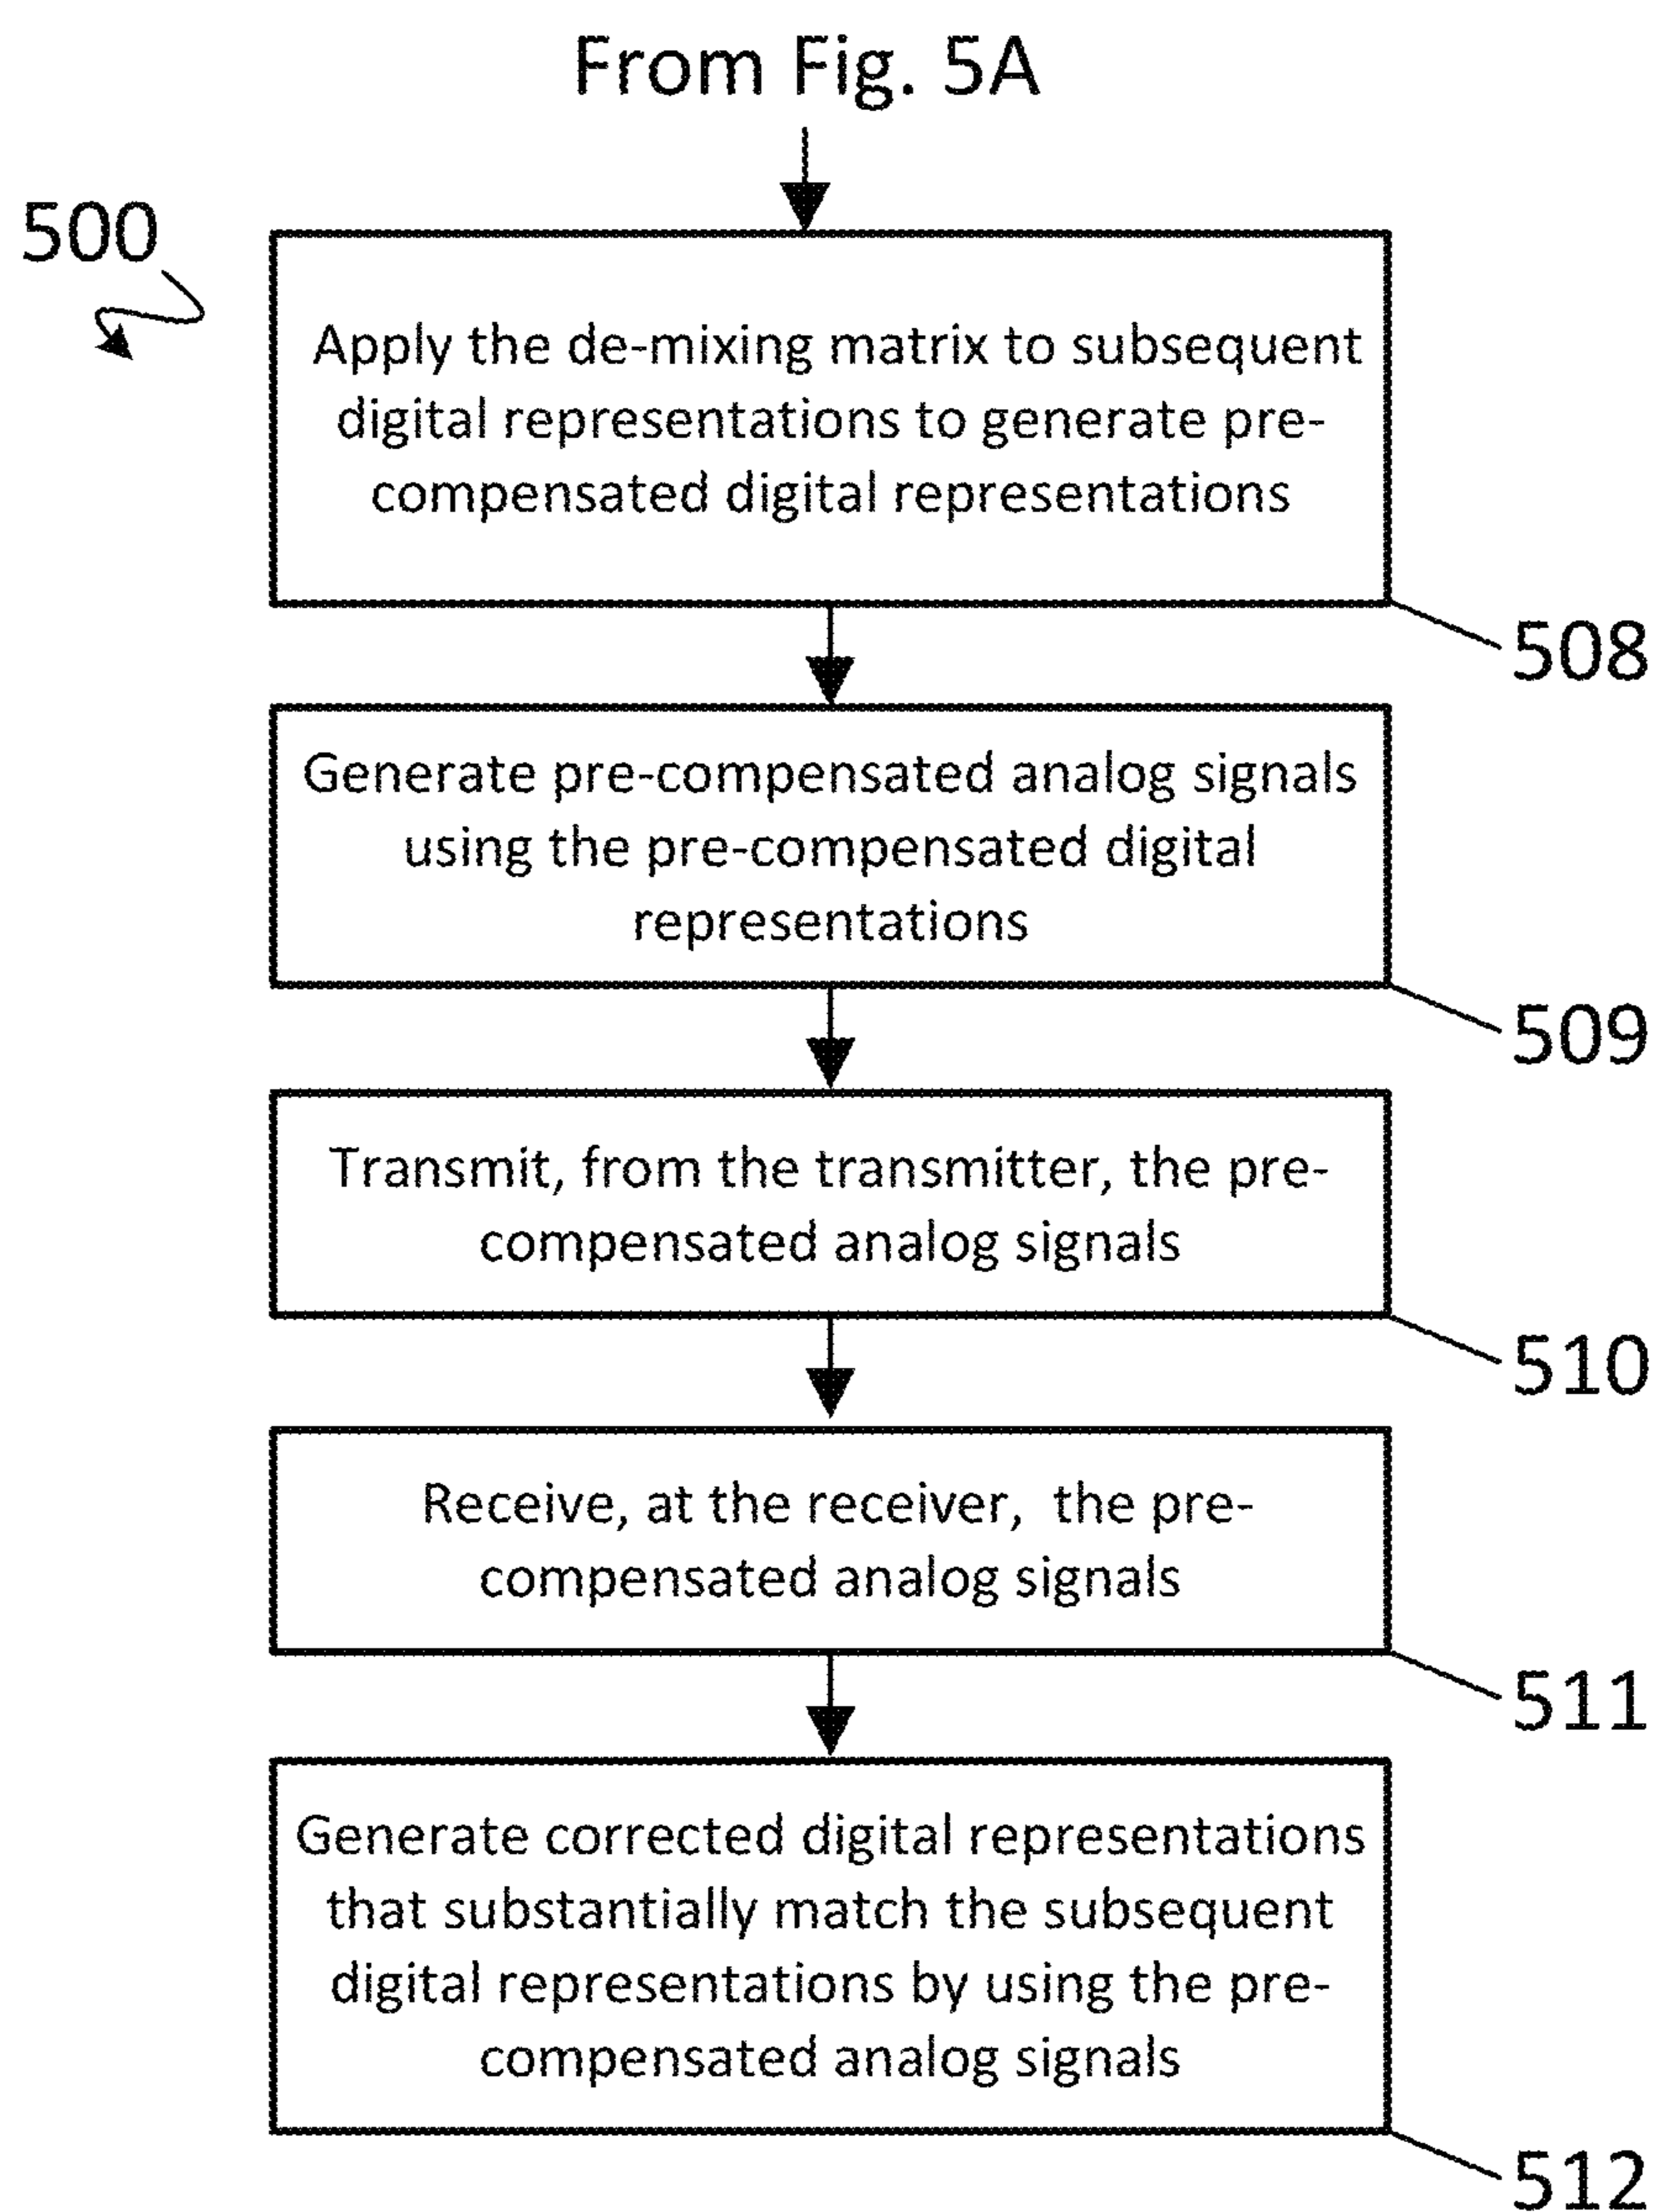 From Fig. 5A
500
Apply the de-mixing matrix to subsequent
digital representations to generate pre-
compensated digital representations
508
Generate pre-compensated analog signals
using the pre-compensated digital
representations
509
Transmit, from the transmitter, the pre-
compensated analog signals
510
Receive, at the receiver, the pre-
compensated analog signals
511
Generate corrected digital representations
that substantially match the subsequent
digital representations by using the pre-
compensated analog signals
512